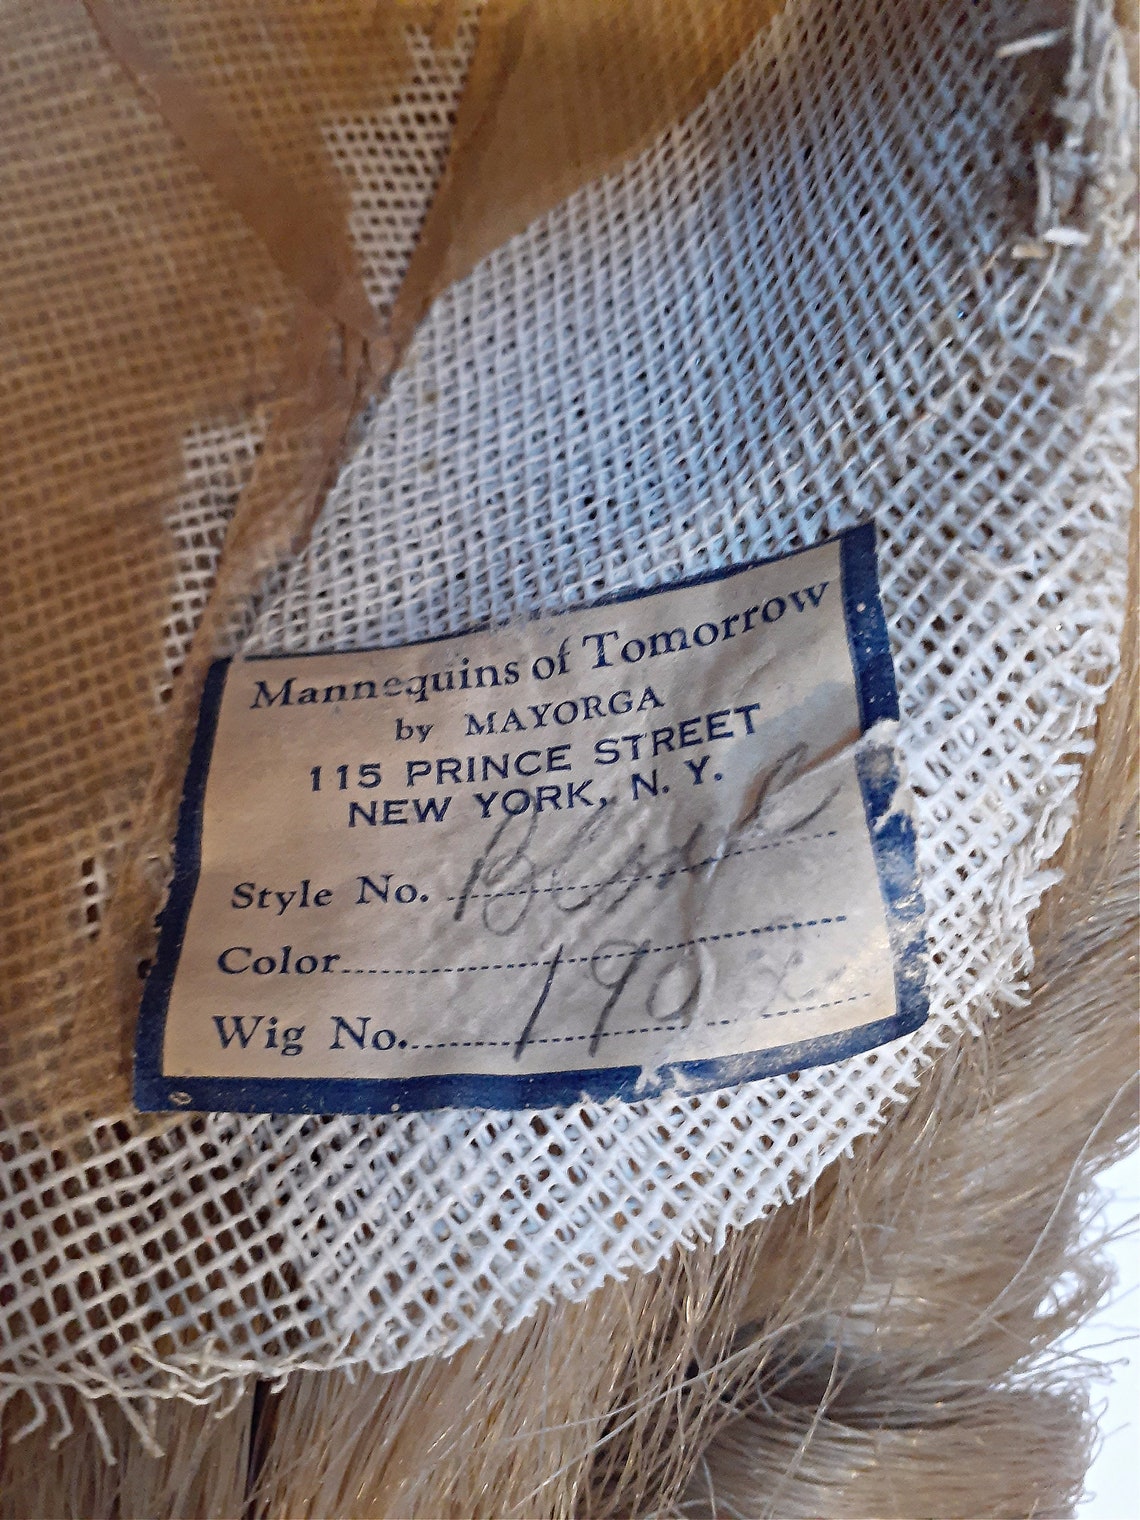 Mannequins of Tomorrow
by MAYORGA
115 PRINCE STREET
NEW YORK, N. Y.
Style No.
Color
Wig No.